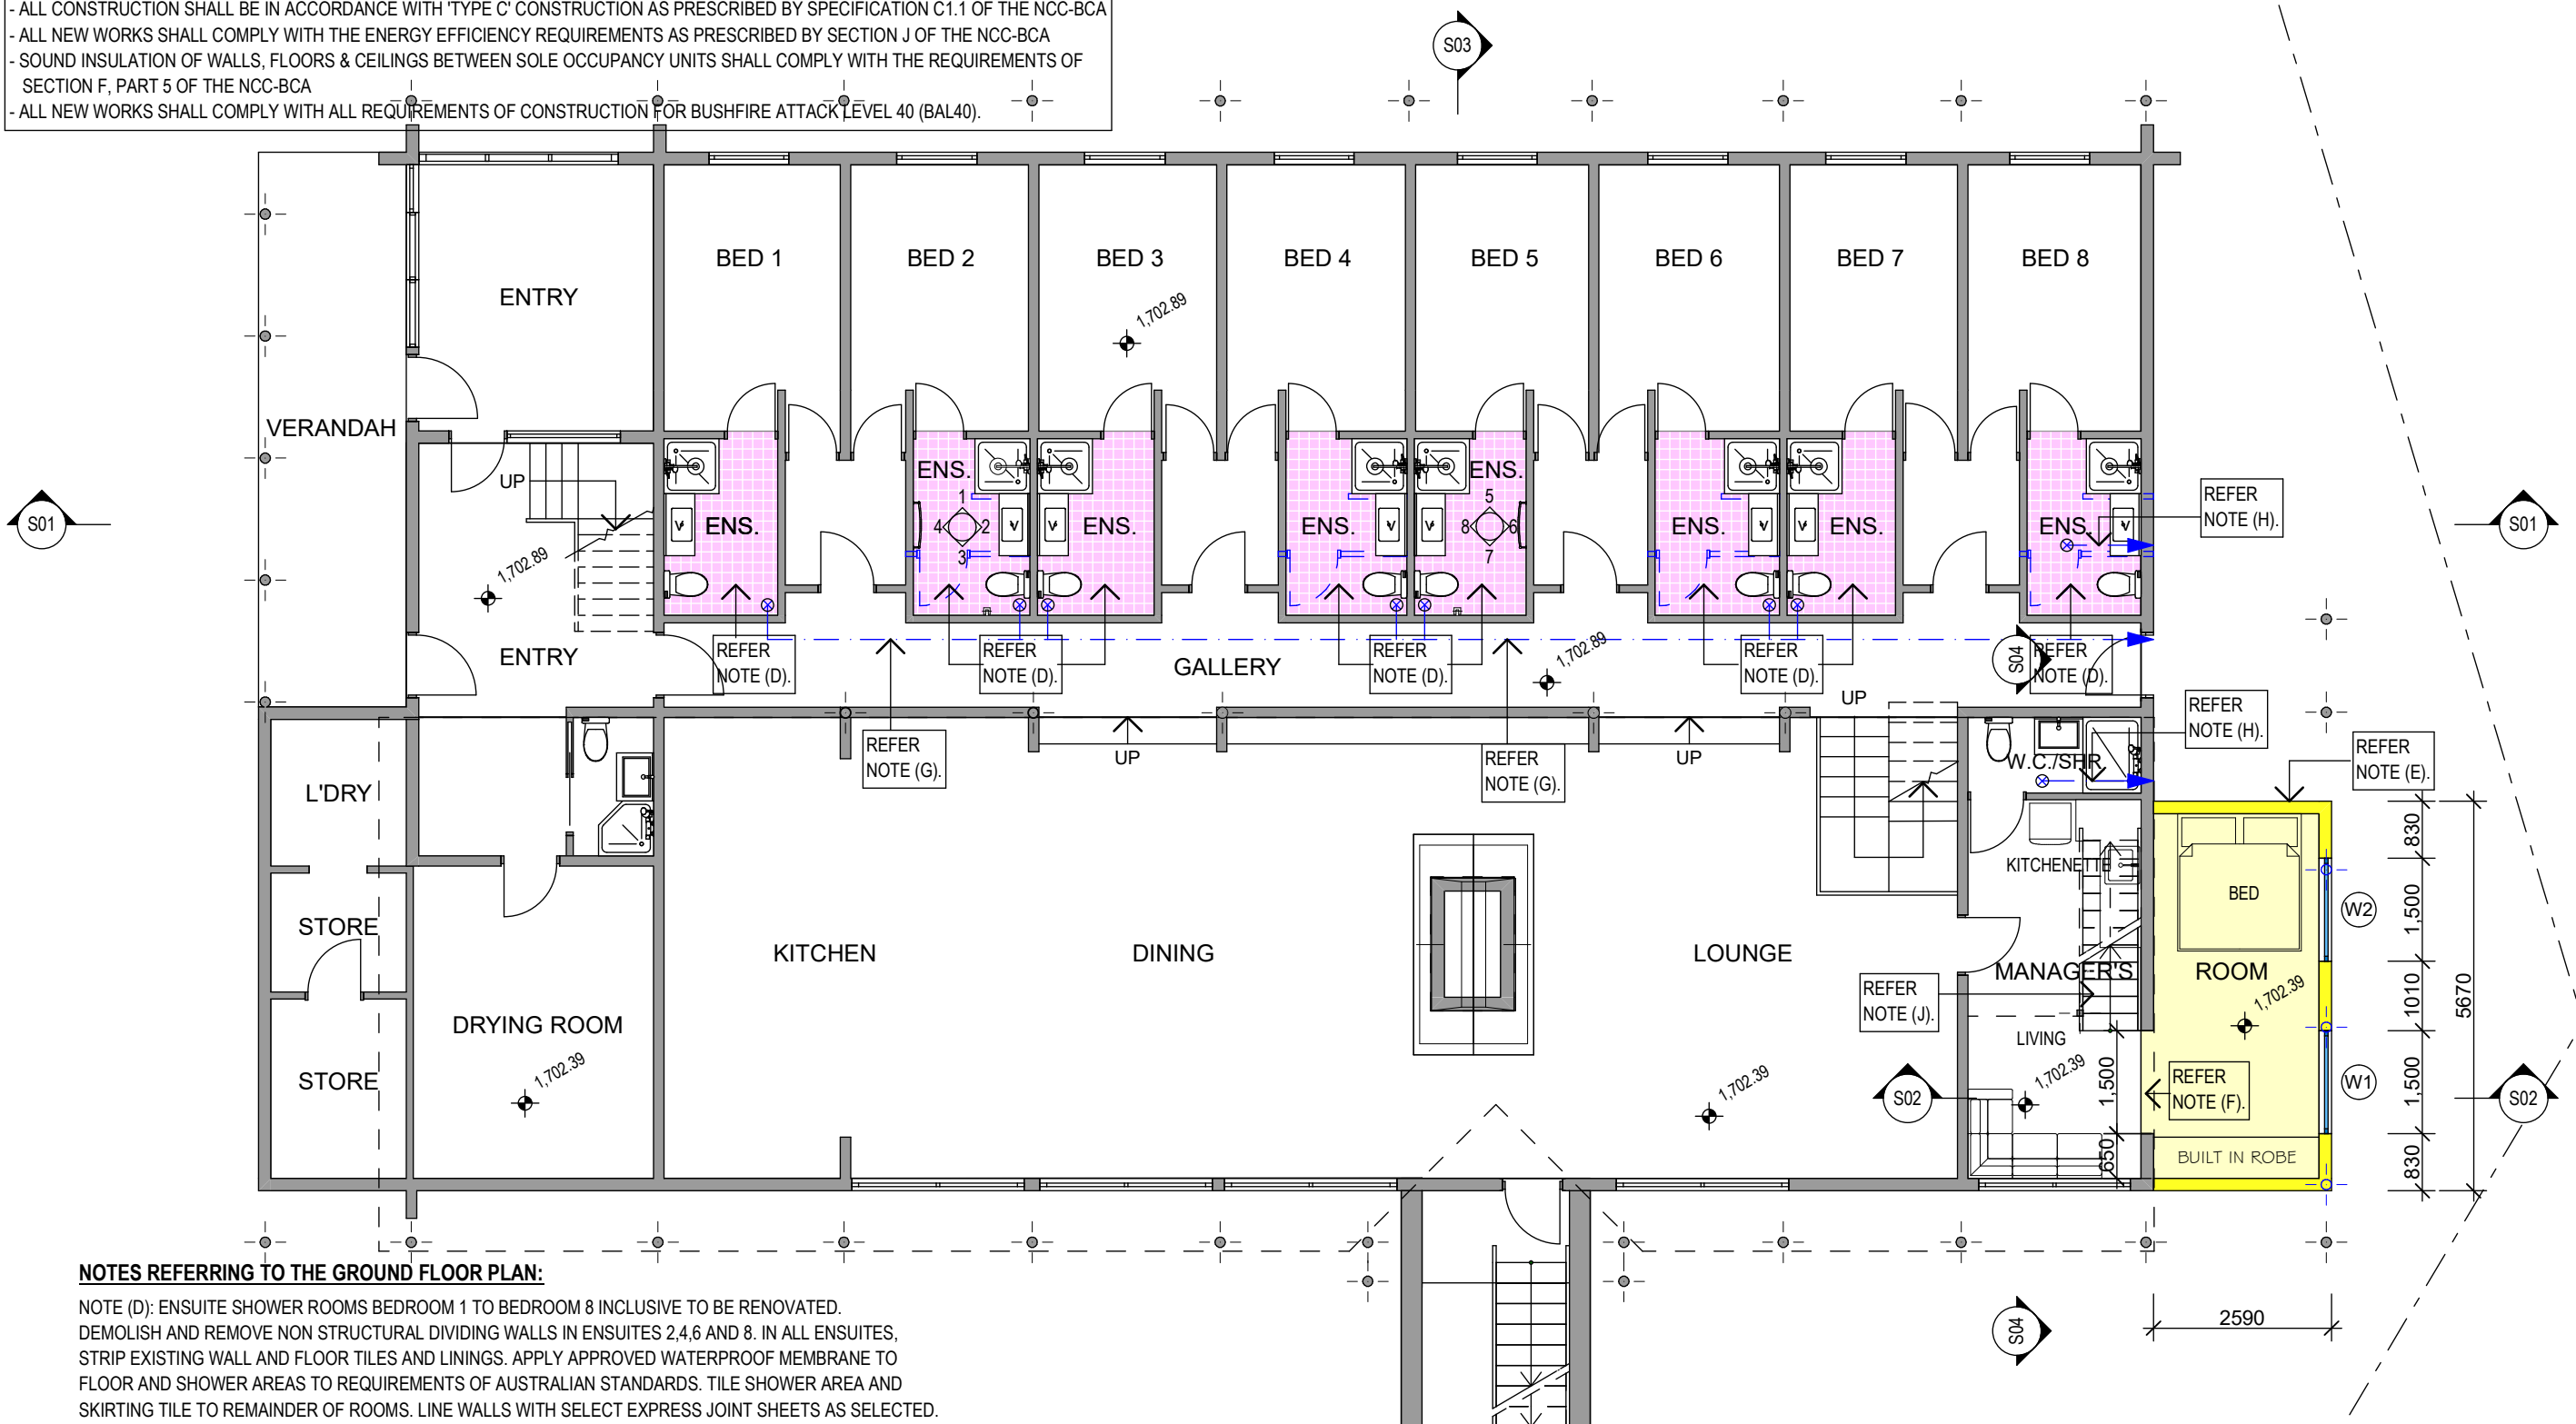 - ALL CONSTRUCTION SHALL BE IN ACCORDANCE WITH 'TYPE C' CONSTRUCTION AS PRESCRIBED BY SPECIFICATION C1.1 OF THE NCC-BCA
- ALL NEW WORKS SHALL COMPLY WITH THE ENERGY EFFICIENCY REQUIREMENTS AS PRESCRIBED BY SECTION J OF THE NCC-BCA
- SOUND INSULATION OF WALLS, FLOORS & CEILINGS BETWEEN SOLE OCCUPANCY UNITS SHALL COMPLY WITH THE REQUIREMENTS OF
SECTION F, PART 5 OF THE NCC-BCA
- ALL NEW WORKS SHALL COMPLY WITH ALL REQUIREMENTS OF CONSTRUCTION FOR BUSHFIRE ATTACK LEVEL 40 (BAL40).
S03
BED 1
BED 2
BED 3
BED 4
BED 5
BED 6
BED 7
BED 8
ENTRY
1,702.89
VERANDAH
UP
ENS.
ENS.
1
4
2
3
ENS.
ENS.
ENS.
5
8
6
7
ENS.
ENS.
ENS.
REFER
NOTE (H).
S01
S01
1,702.89
ENTRY
REFER
NOTE (D).
REFER
NOTE (D).
GALLERY
REFER
NOTE (D).
1,702.89
REFER
NOTE (D).
S04
REFER
NOTE (D).
UP
REFER
NOTE (H).
REFER
NOTE (G).
UP
REFER
NOTE (G).
UP
W.C./SHR
REFER
NOTE (E).
L'DRY
830
KITCHENETTE
BED
W2
1,500
STORE
KITCHEN
DINING
LOUNGE
MANAGER'S
ROOM
REFER
NOTE (J).
1,702.39
1010
5670
DRYING ROOM
1,702.39
LIVING
STORE
1,702.39
S02
1,702.39
1,500
REFER
NOTE (F).
W1
1,500
S02
650
BUILT IN ROBE
830
2590
S04
NOTES REFERRING TO THE GROUND FLOOR PLAN:
NOTE (D): ENSUITE SHOWER ROOMS BEDROOM 1 TO BEDROOM 8 INCLUSIVE TO BE RENOVATED.
DEMOLISH AND REMOVE NON STRUCTURAL DIVIDING WALLS IN ENSUITES 2,4,6 AND 8. IN ALL ENSUITES,
STRIP EXISTING WALL AND FLOOR TILES AND LININGS. APPLY APPROVED WATERPROOF MEMBRANE TO
FLOOR AND SHOWER AREAS TO REQUIREMENTS OF AUSTRALIAN STANDARDS. TILE SHOWER AREA AND
SKIRTING TILE TO REMAINDER OF ROOMS. LINE WALLS WITH SELECT EXPRESS JOINT SHEETS AS SELECTED.